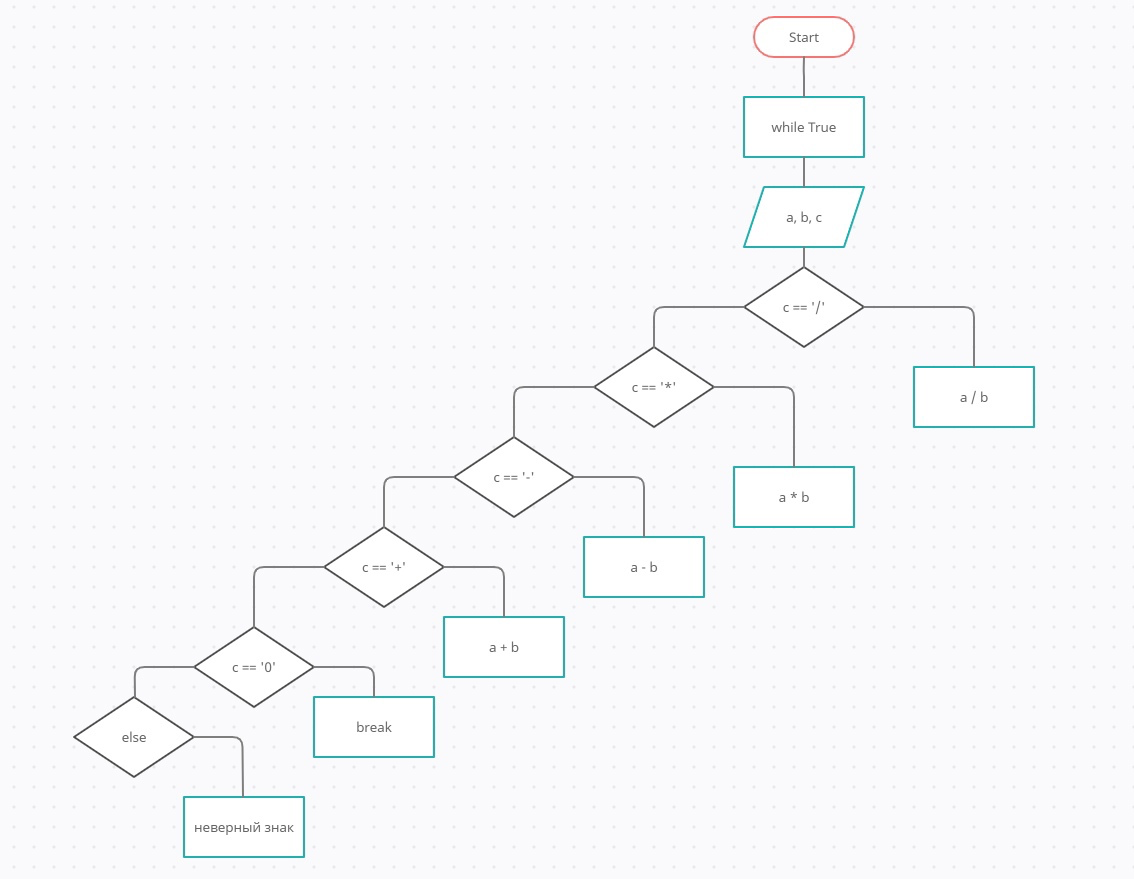 Start
while True
a, b, c
c == '/'
c == '*'
a / b
c == '-'
a * b
c == '+'
a - b
c == '0'
a + b
else
break
неверный знак